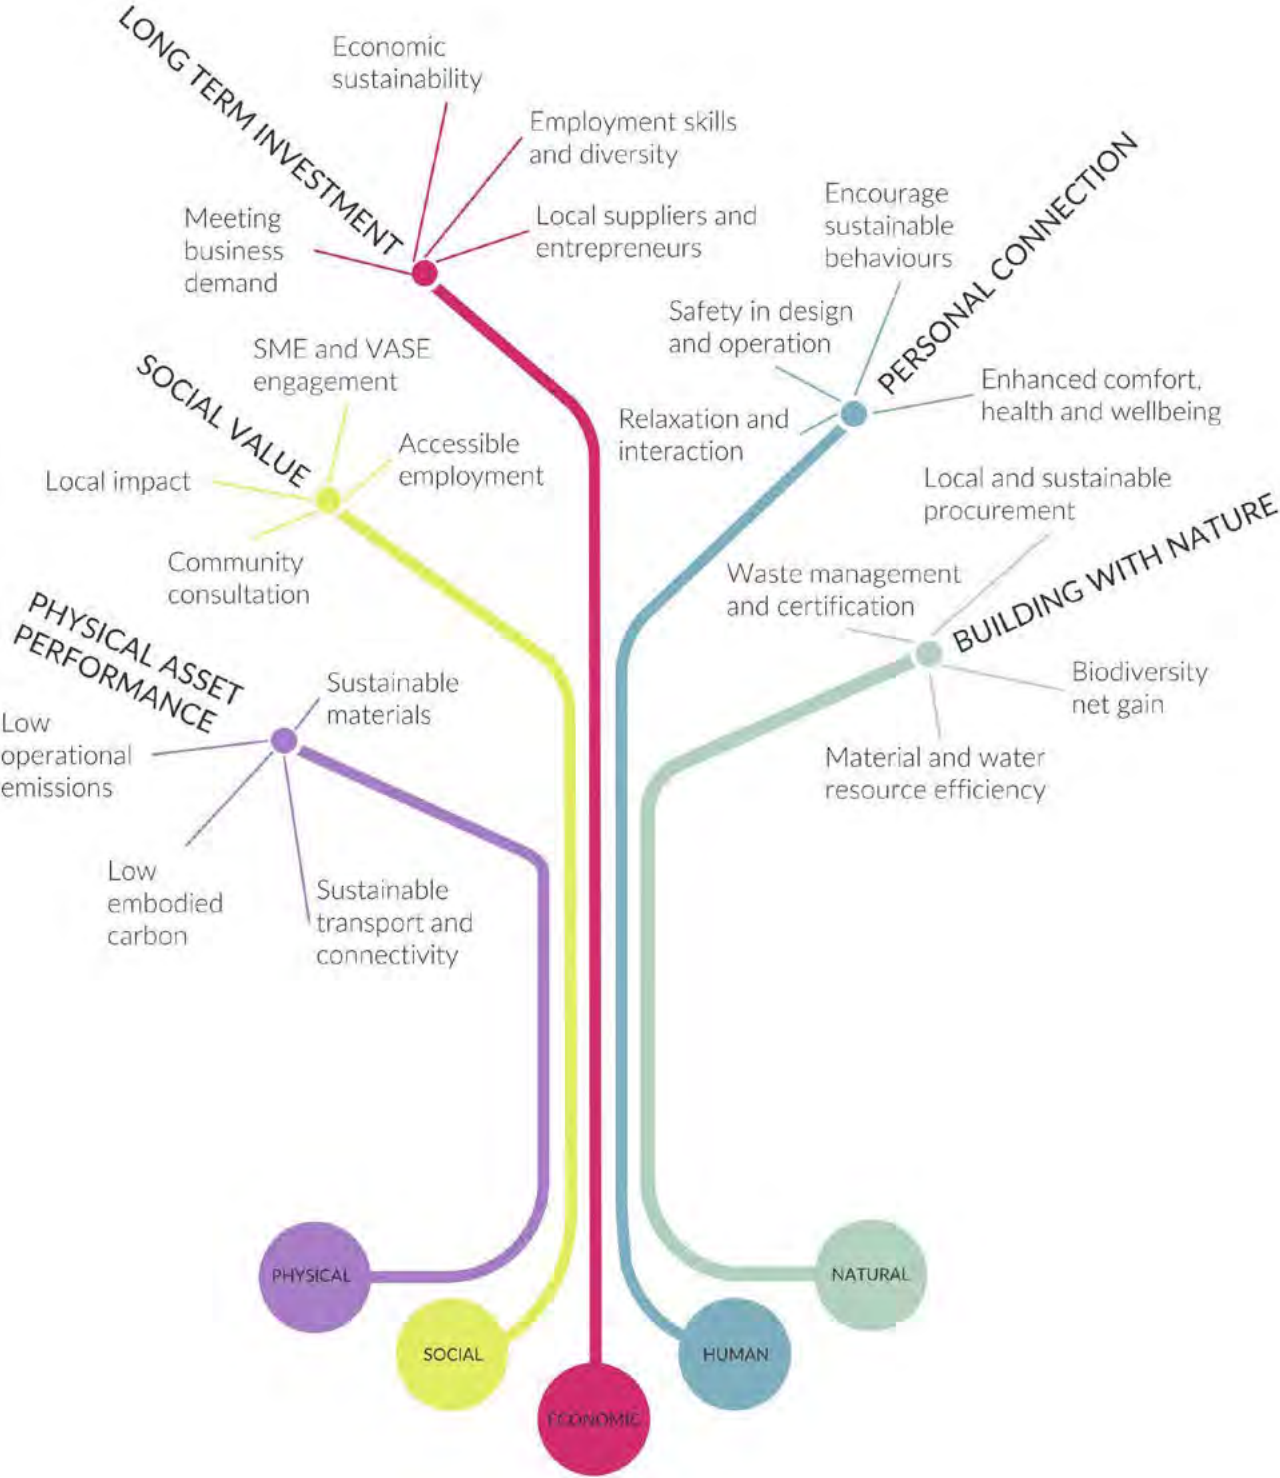 LONG TERM INVESTMENT
Economic
sustainability
Employment skills
and diversity
Local suppliers and
entrepreneurs
Meeting
business
demand
SOCIAL VALUE
SME and VASE
engagement
Accessible
employment
Local impact
Community
consultation
PHYSICAL ASSET
PERFORMANCE
Sustainable
materials
Low
operational
emissions
Low
embodied
carbon
Sustainable
transport and
connectivity
PERSONAL CONNECTION
Encourage
sustainable
behaviours
Safety in design
and operation
Relaxation and
interaction
Enhanced comfort,
health and wellbeing
BUILDING WITH NATURE
Local and sustainable
procurement
Waste management
and certification
Biodiversity
net gain
Material and water
resource efficiency
PHYSICAL
SOCIAL
ECONOMIC
HUMAN
NATURAL